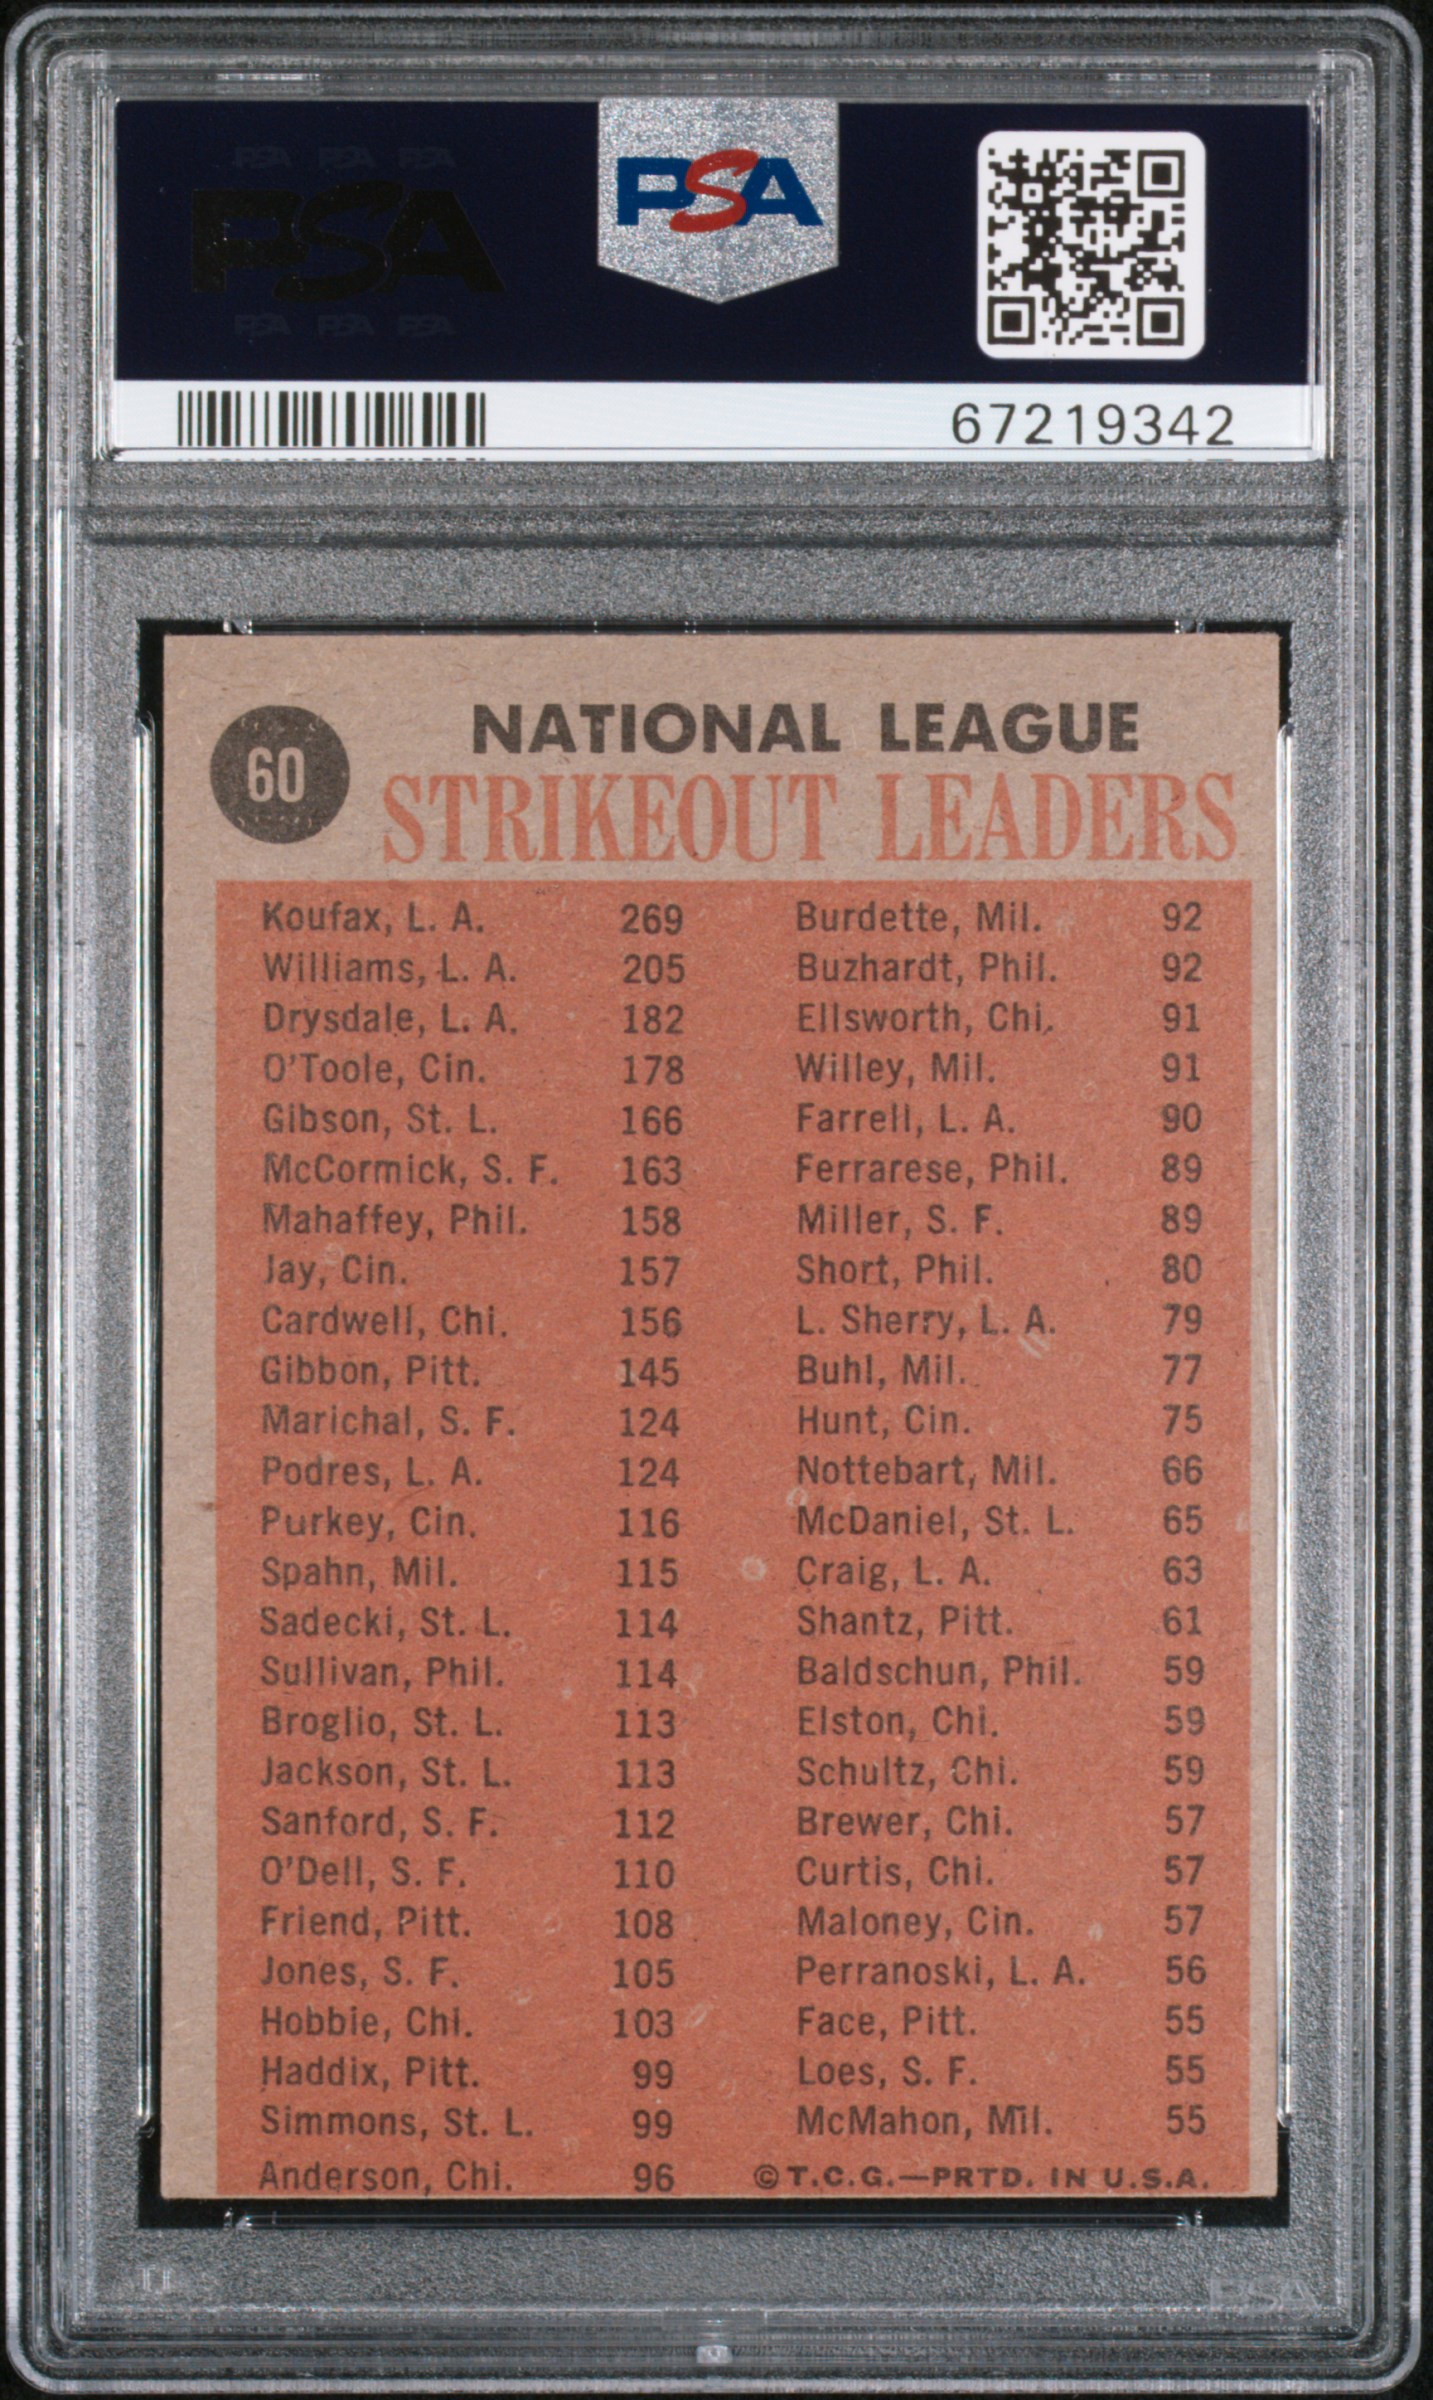 PSA PSA PSA
PSA
PSA PSA PSA
PSA
67219342
60
NATIONAL LEAGUE
STRIKEOUT LEADERS
Koufax, L. A. 269
Williams, L. A. 205
Drysdale, L. A. 182
O'Toole, Cin. 178
Gibson, St. L. 166
McCormick, S. F. 163
Mahaffey, Phil. 158
Jay, Cin. 157
Cardwell, Chi. 156
Gibbon, Pitt. 145
Marichal, S. F. 124
Podres, L. A. 124
Purkey, Cin. 116
Spahn, Mil. 115
Sadecki, St. L. 114
Sullivan, Phil. 114
Broglio, St. L. 113
Jackson, St. L. 113
Sanford, S. F. 112
O'Dell, S. F. 110
Friend, Pitt. 108
Jones, S. F. 105
Hobbie, Chi. 103
Haddix, Pitt. 99
Simmons, St. L. 99
Anderson, Chi. 96
Burdette, Mil. 92
Buzhardt, Phil. 92
Ellsworth, Chi. 91
Willey, Mil. 91
Farrell, L. A. 90
Ferrarese, Phil. 89
Miller, S. F. 89
Short, Phil. 80
L. Sherry, L. A. 79
Buhl, Mil. 77
Hunt, Cin. 75
Nottebart, Mil. 66
McDaniel, St. L. 65
Craig, L. A. 63
Shantz, Pitt. 61
Baldschun, Phil. 59
Elston, Chi. 59
Schultz, Chi. 59
Brewer, Chi. 57
Curtis, Chi. 57
Maloney, Cin. 57
Perranoski, L. A. 56
Face, Pitt. 55
Loes, S. F. 55
McMahon, Mil. 55
©T.C.G.—PRTD. IN U.S.A.
PSA